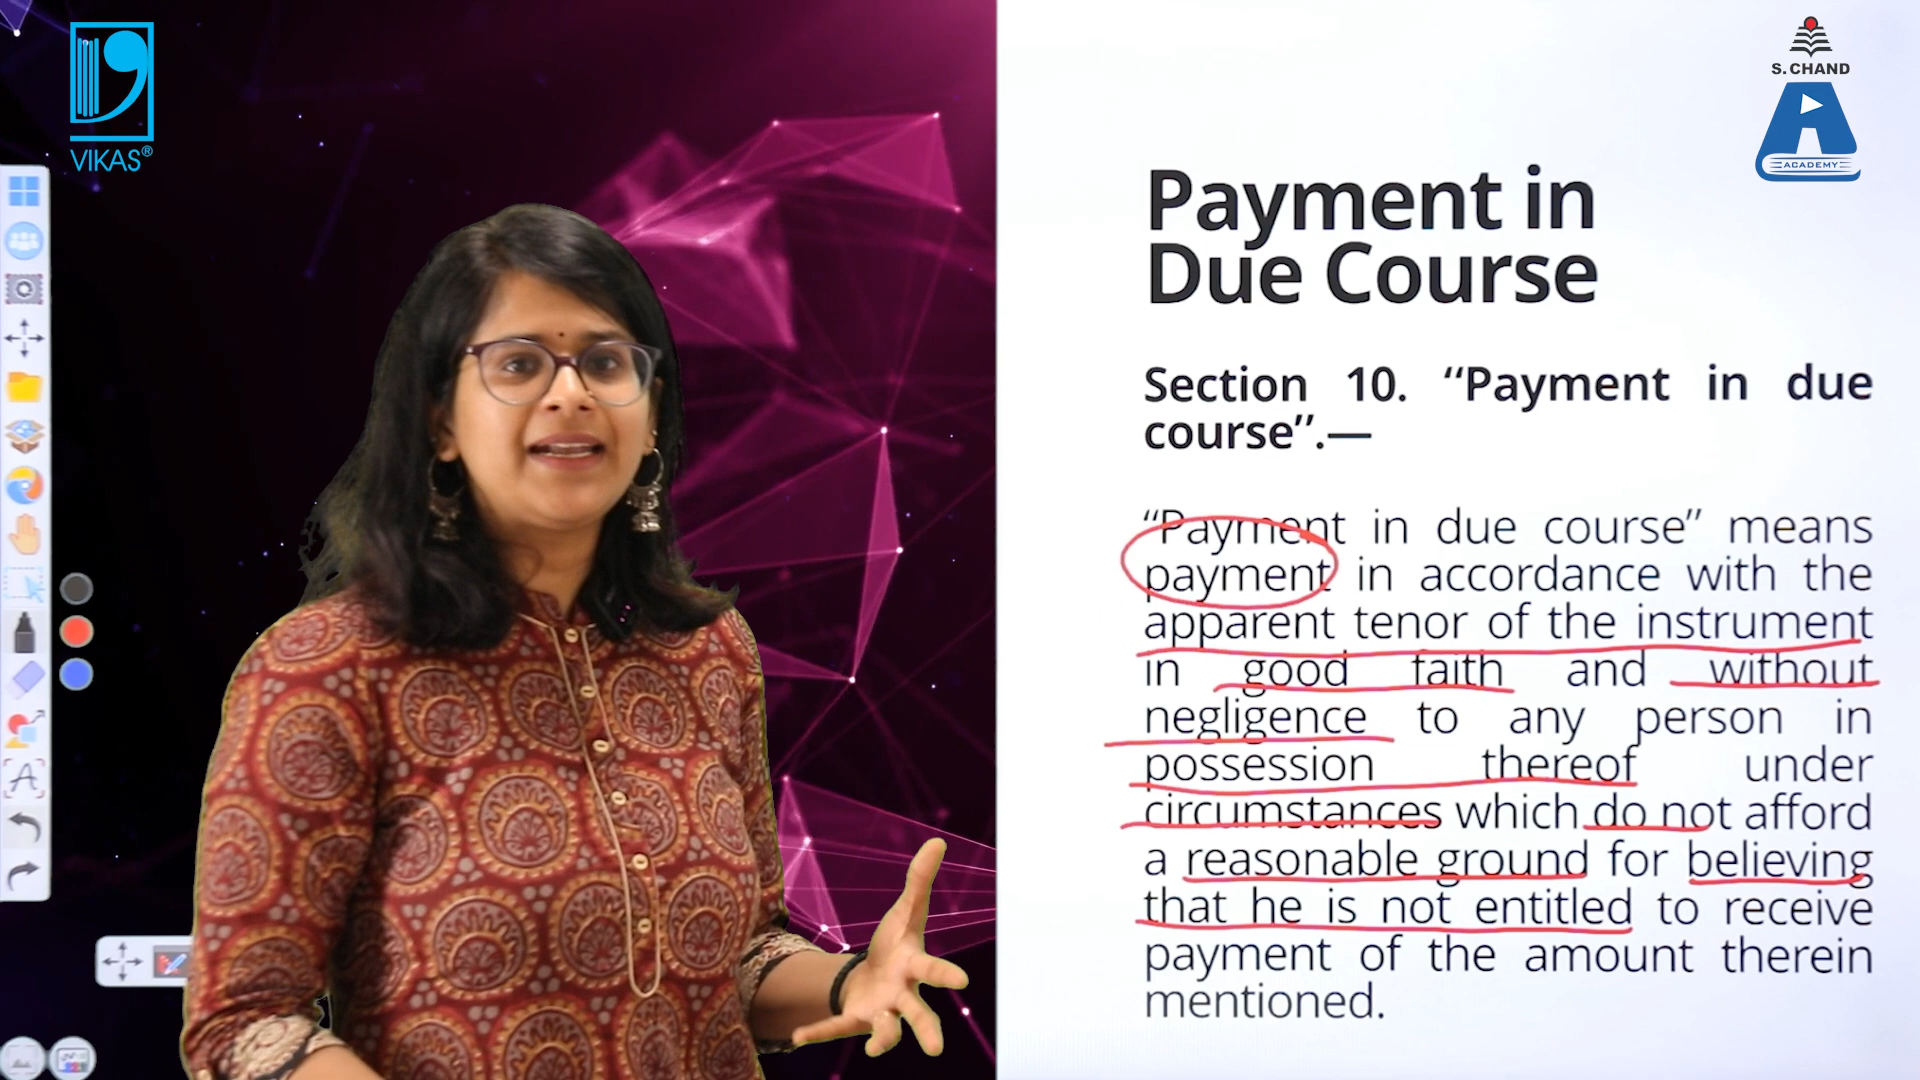 VIKAS®
S. CHAND
ACADEMY
Payment in
Due Course
Section 10. “Payment in due
course”.—
“Payment in due course” means
payment in accordance with the
apparent tenor of the instrument
in good faith and without
negligence to any person in
possession thereof under
circumstances which do not afford
a reasonable ground for believing
that he is not entitled to receive
payment of the amount therein
mentioned.